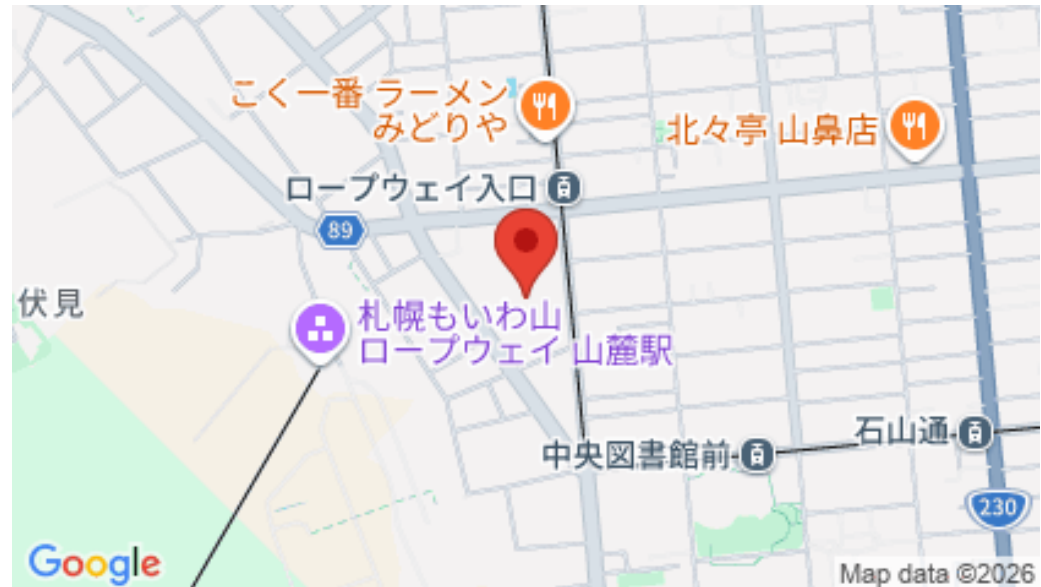 こく一番 ラーメン
みどりや
北々亭 山鼻店
ロープウェイ入口
89
伏見
札幌もいわ山
ロープウェイ 山麓駅
石山通
中央図書館前
230
Google
Map data ©2026